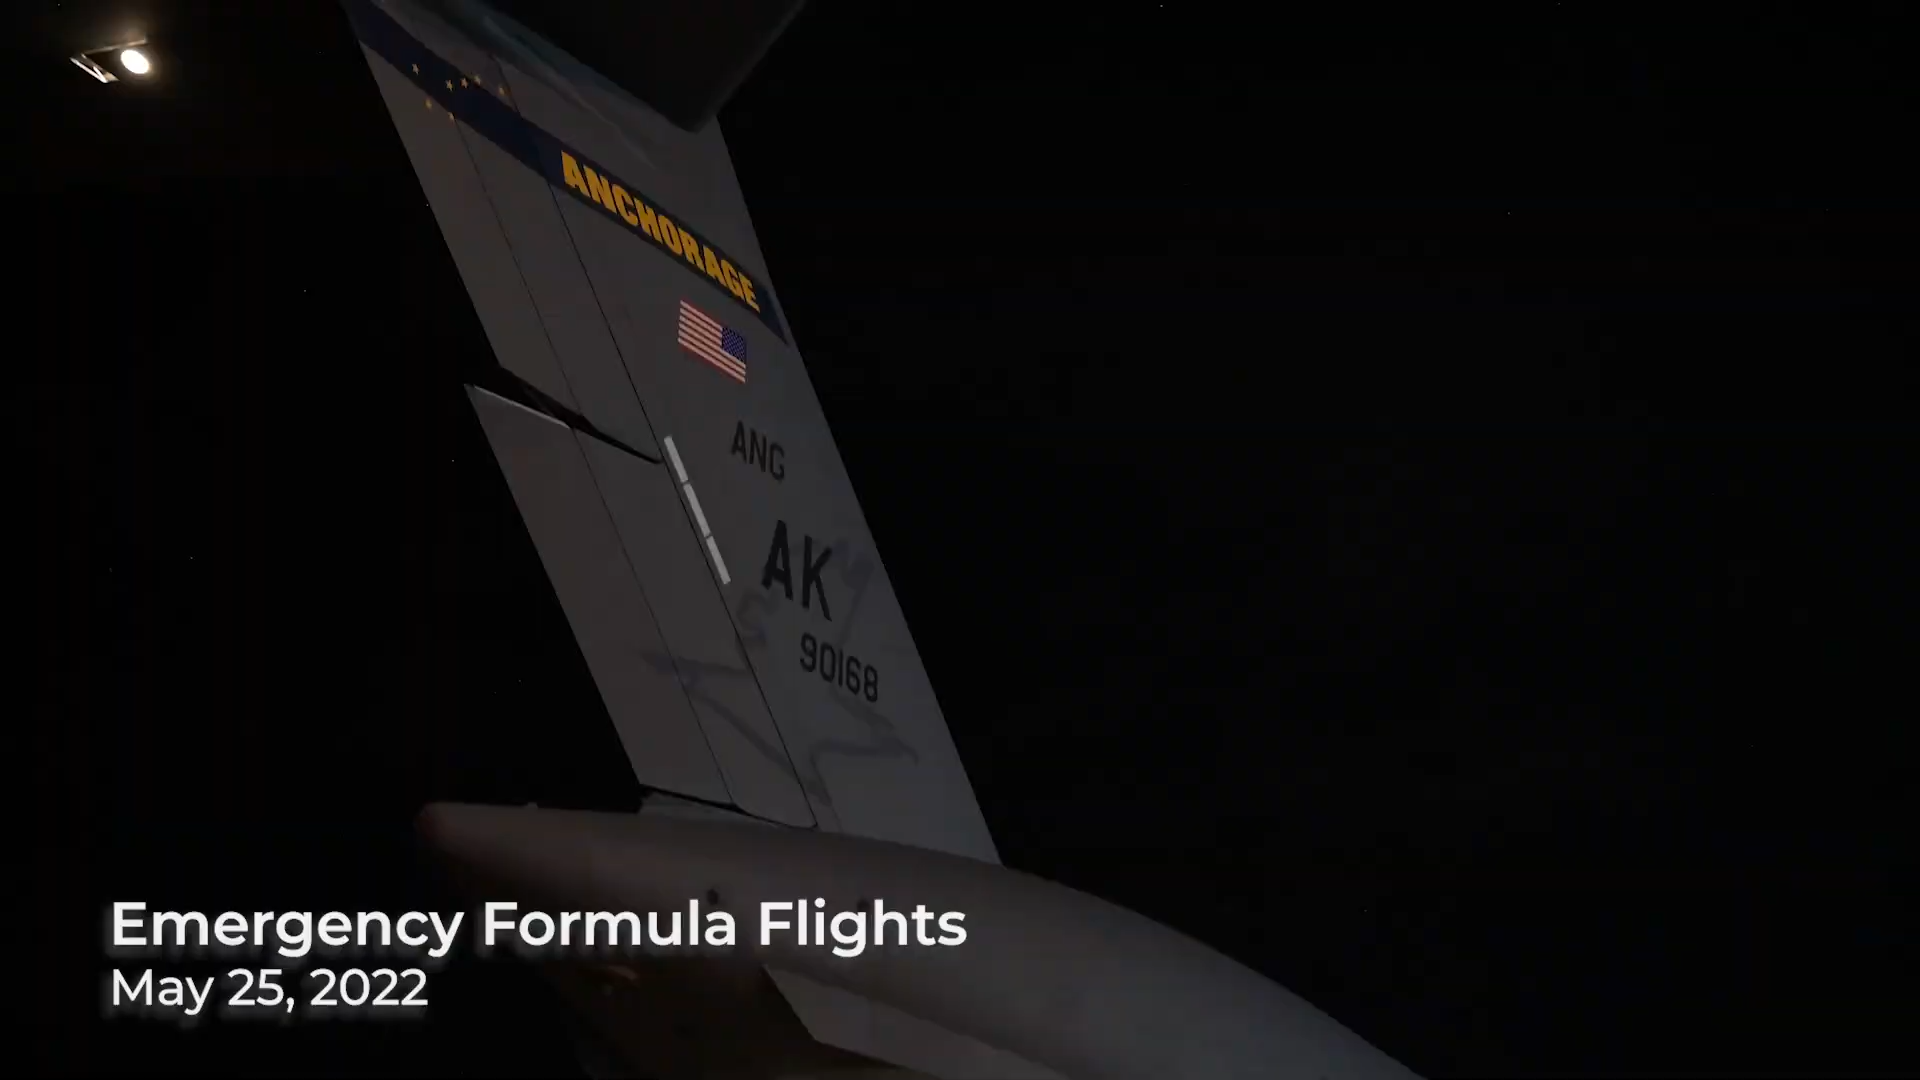 ANCHORAGE
ANG
AK
90168
Emergency Formula Flights
May 25, 2022